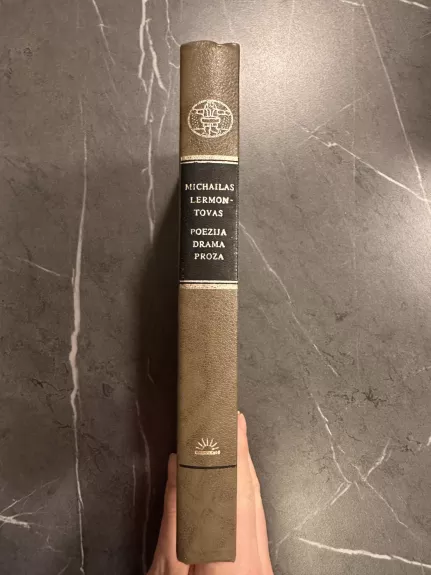 MICHAILAS
LERMON-
TOVAS
POEZIJA
DRAMA
PROZA